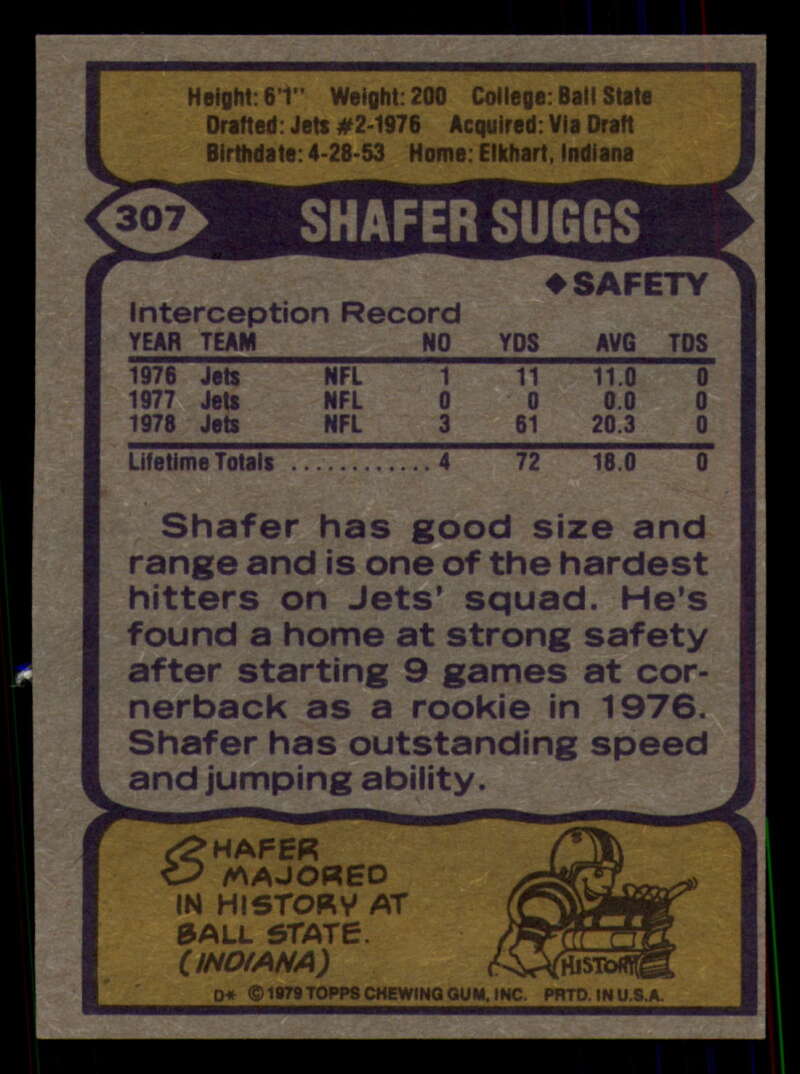 Height: 6'1" Weight: 200 College: Ball State
Drafted: Jets #2-1976 Acquired: Via Draft
Birthdate: 4-28-53 Home: Elkhart, Indiana
307 SHAFER SUGGS
◆SAFETY
Interception Record
YEAR TEAM NO YDS AVG TDS
1976 Jets NFL 1 11 11.0 0
1977 Jets NFL 0 0 0.0 0
1978 Jets NFL 3 61 20.3 0
Lifetime Totals ............ 4 72 18.0 0
Shafer has good size and
range and is one of the hardest
hitters on Jets' squad. He's
found a home at strong safety
after starting 9 games at cor-
nerback as a rookie in 1976.
Shafer has outstanding speed
and jumping ability.
SHAFER
MAJORED
IN HISTORY AT
BALL STATE.
(INDIANA)
HISTORY
D* © 1979 TOPPS CHEWING GUM, INC. PRTD. IN U.S.A.